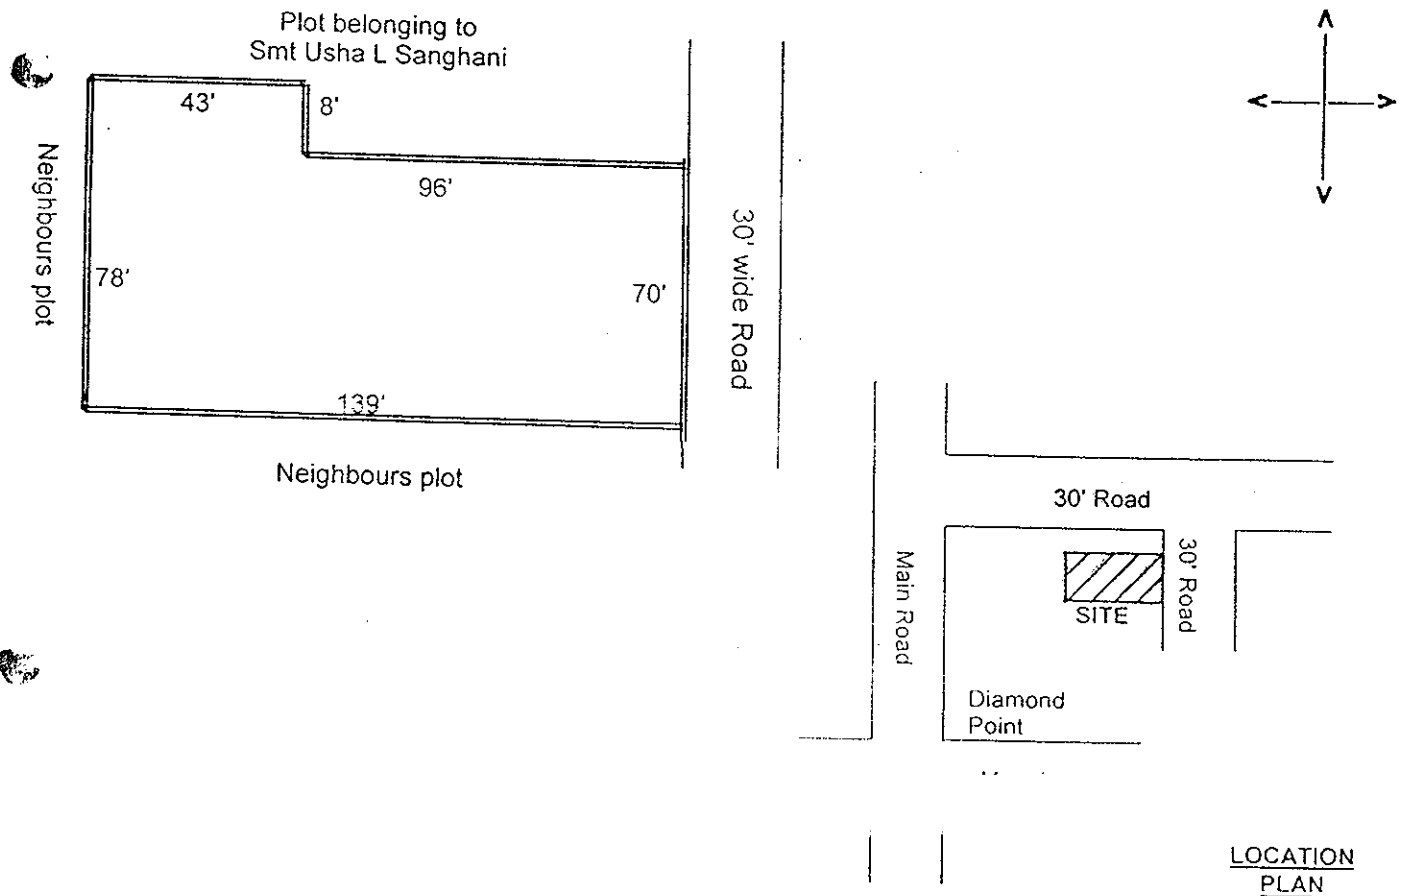 Plot belonging to
Smt Usha L Sanghani
43'
8'
96'
Neighbours plot
78'
70'
30' wide Road
139'
Neighbours plot
30' Road
30' Road
Main Road
SITE
Diamond
Point
LOCATION
PLAN